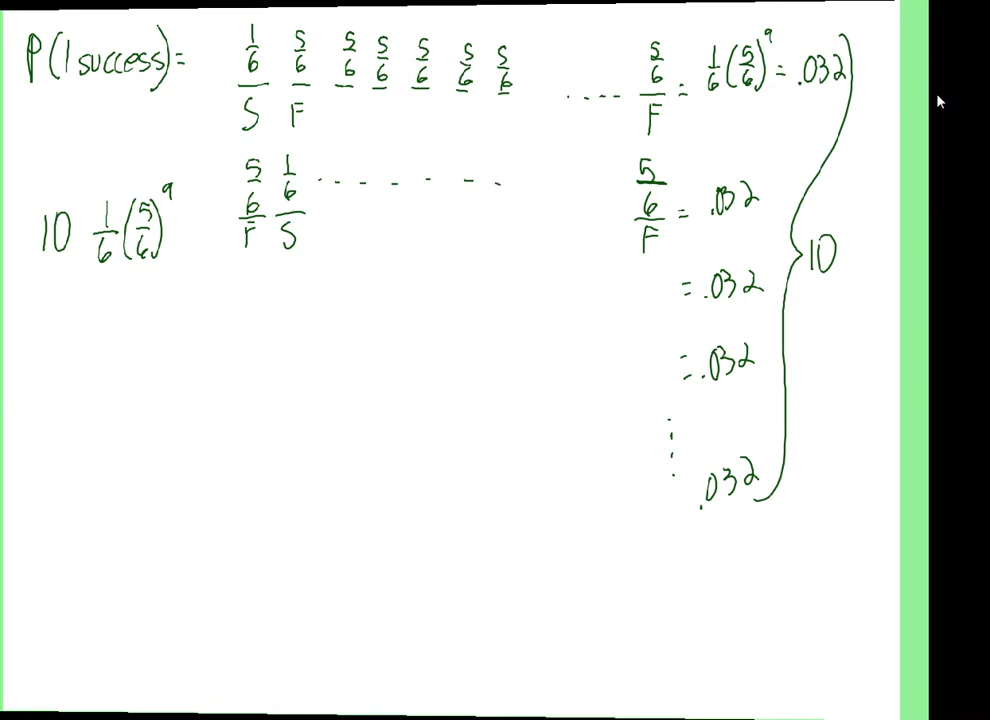 P(1 success) = 1/6 5/6 5/6 5/6 5/6 5/6 5/6 ..... 5/6 = 1/6 (5/6)^9 = .032
S F F
5/6 1/6 ....... 5/6 = .032
F S F
10 1/6 (5/6)^9
} 10
= .032
= .032
.032